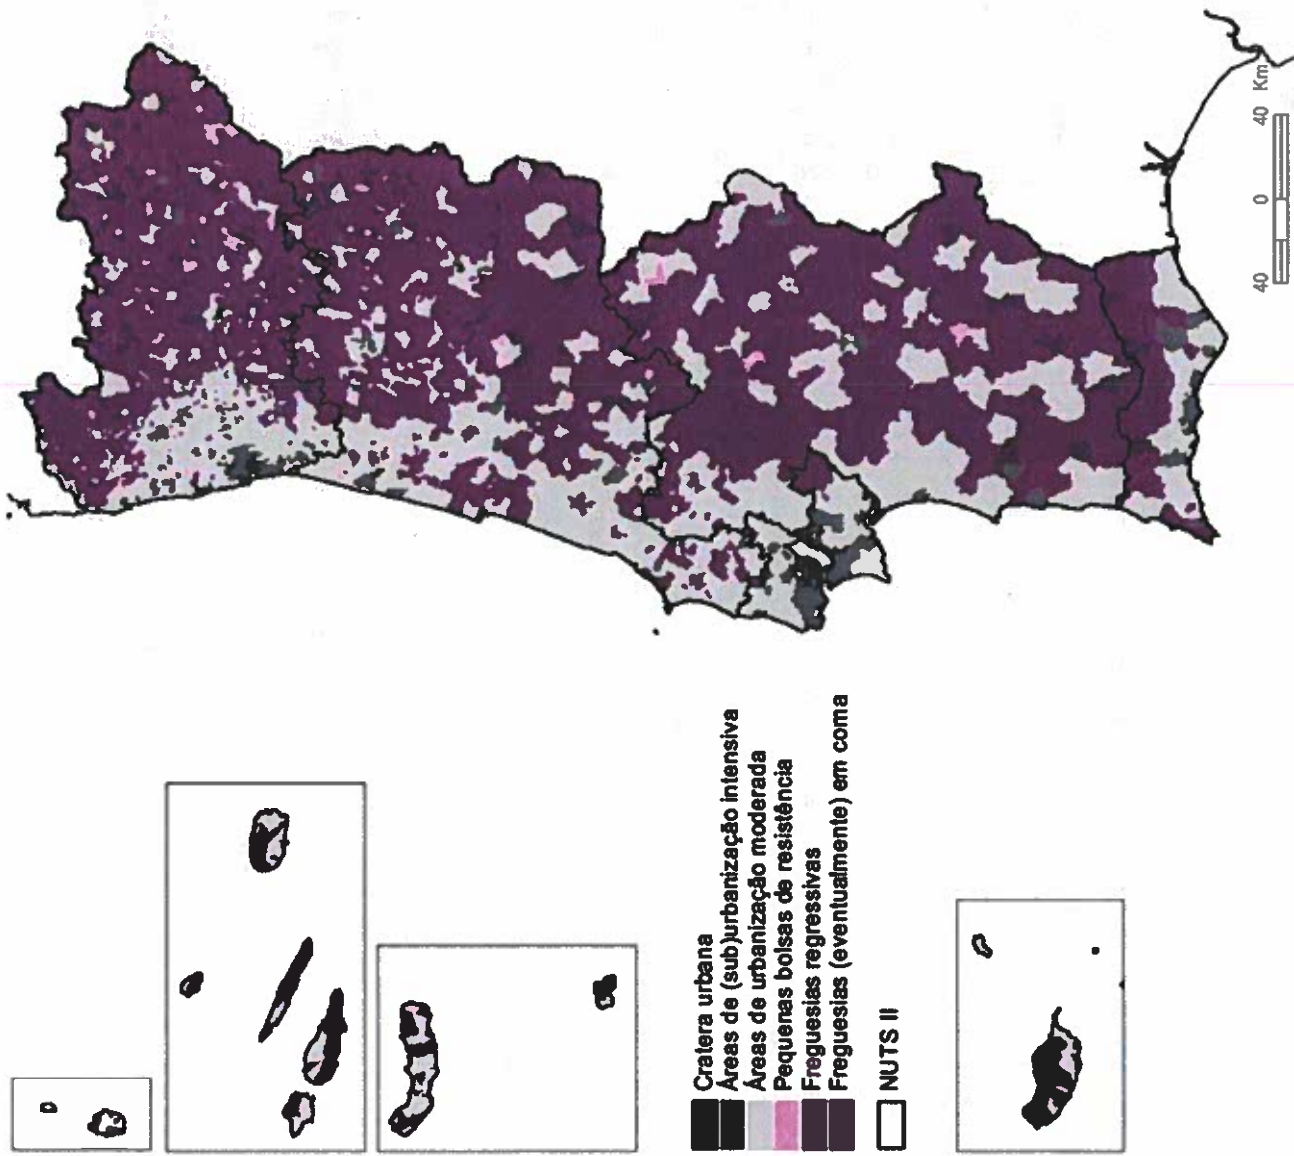 Cratera urbana
Áreas de (sub)urbanização intensiva
Áreas de urbanização moderada
Pequenas bolsas de resistência
Freguesias regressivas
Freguesias (eventualmente) em coma
NUTS II
40 0 40 Km